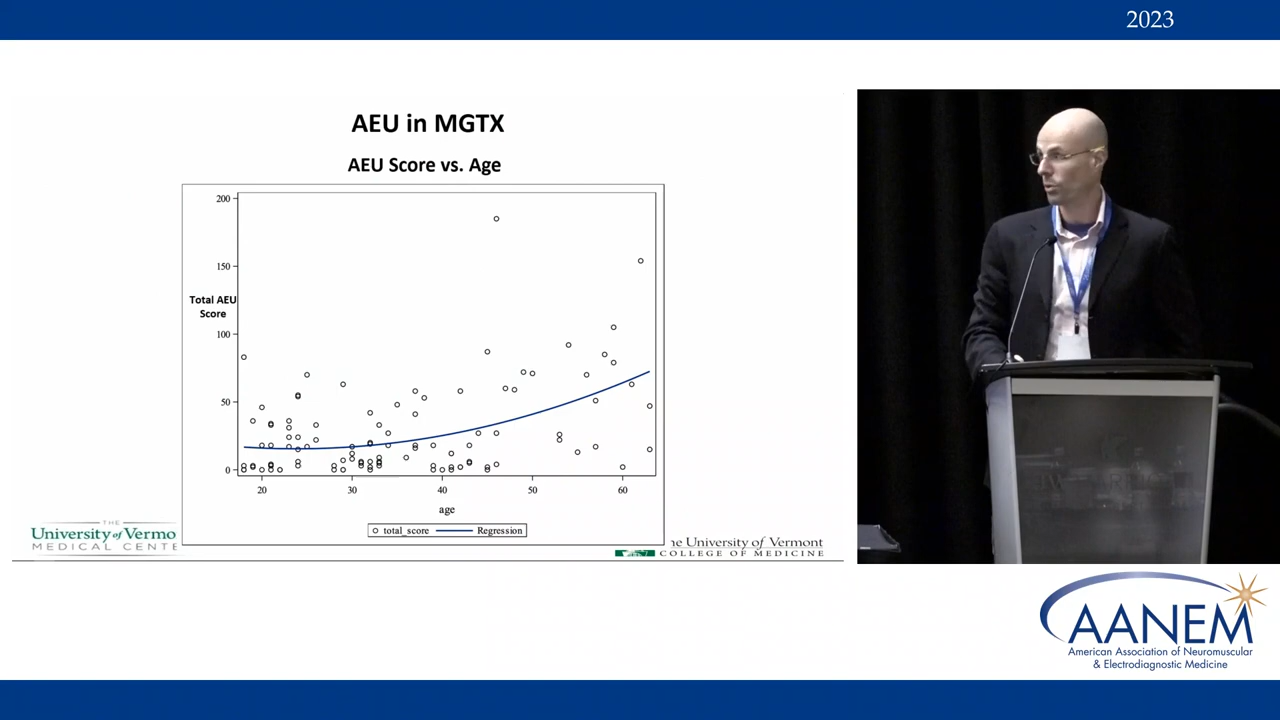 2023
AEU in MGTX
AEU Score vs. Age
200
150
Total AEU
Score
100
50
0
20
30
40
50
60
age
total_score
Regression
THE
University of Vermo
MEDICAL CENTE
he University of Vermont
COLLEGE OF MEDICINE
AANEM
American Association of Neuromuscular
& Electrodiagnostic Medicine